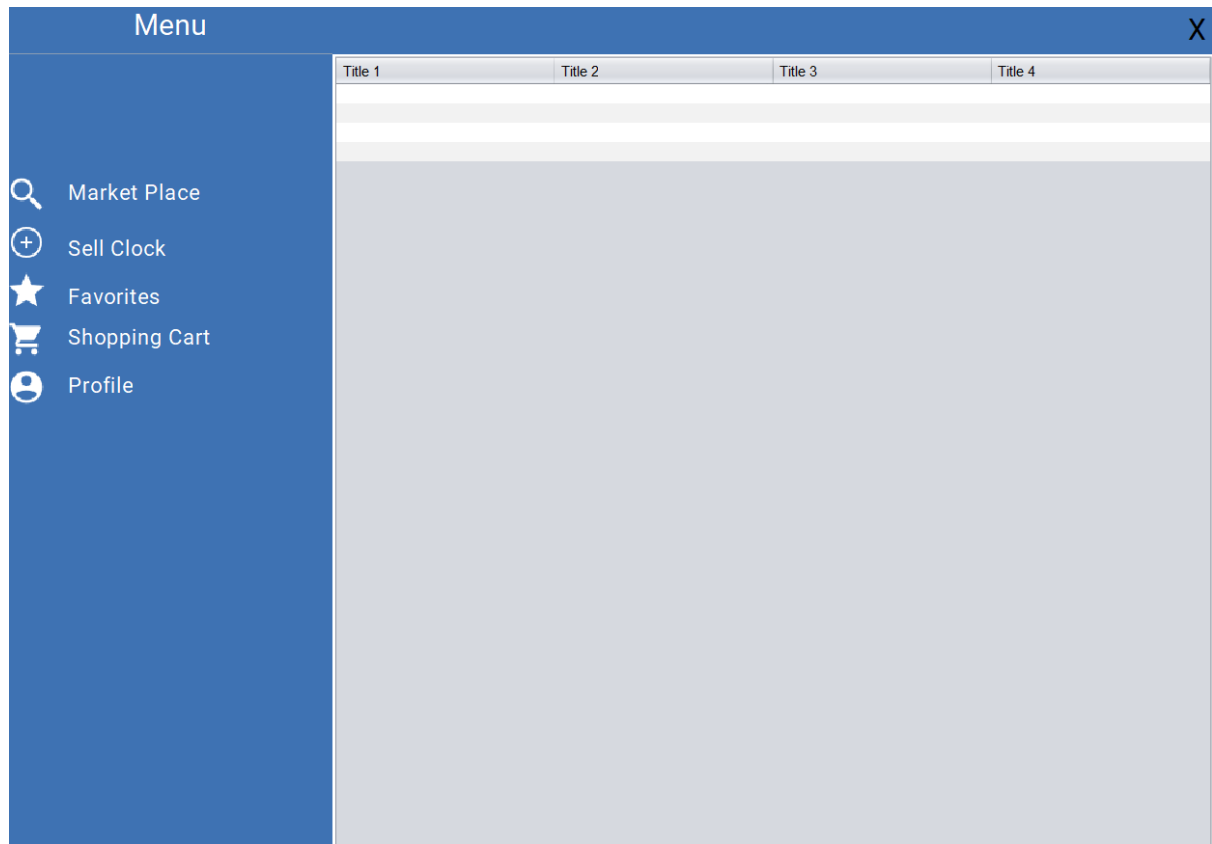 Menu
X
Title 1 Title 2 Title 3 Title 4
Market Place
Sell Clock
Favorites
Shopping Cart
Profile